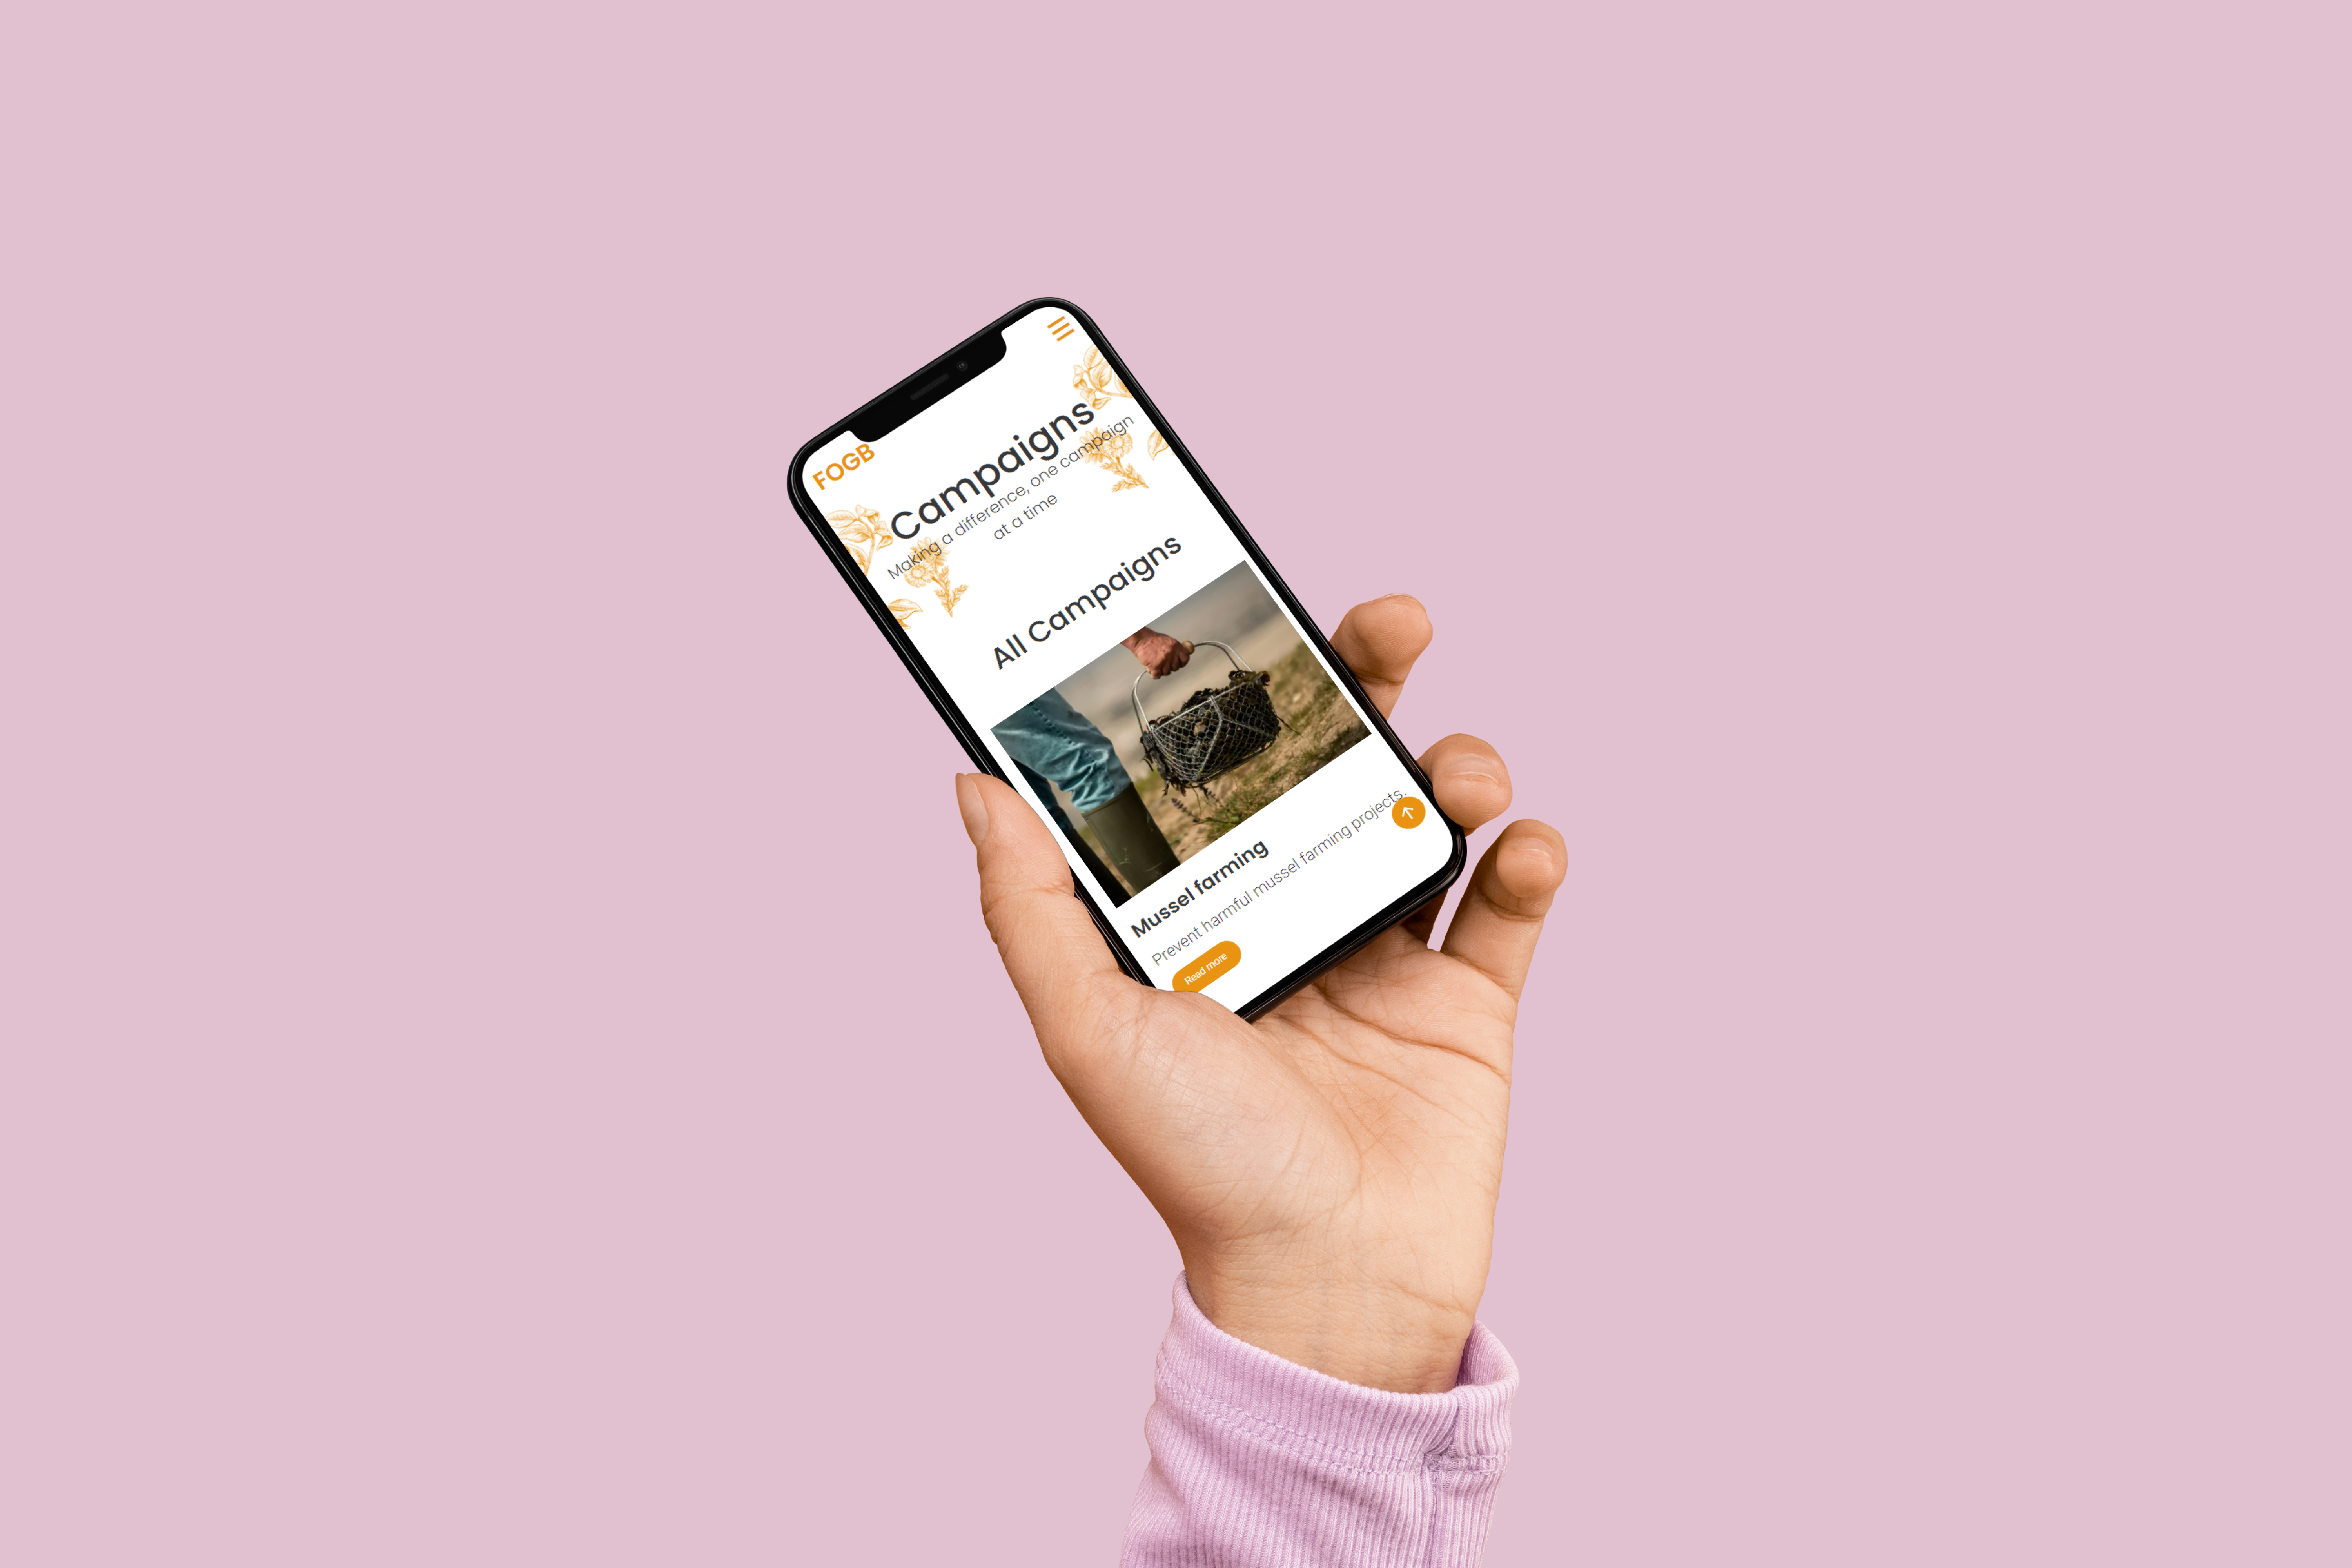 FOGB
Campaigns
Making a difference, one campaign
at a time
All Campaigns
Mussel farming
Prevent harmful mussel farming projects.
Read more